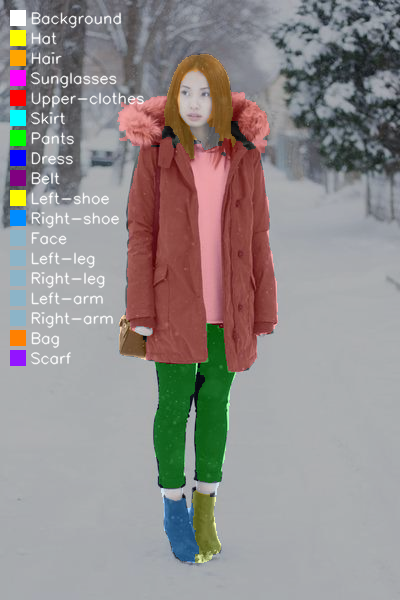 Background
Hat
Hair
Sunglasses
Upper-clothes
Skirt
Pants
Dress
Belt
Left-shoe
Right-shoe
Face
Left-leg
Right-leg
Left-arm
Right-arm
Bag
Scarf